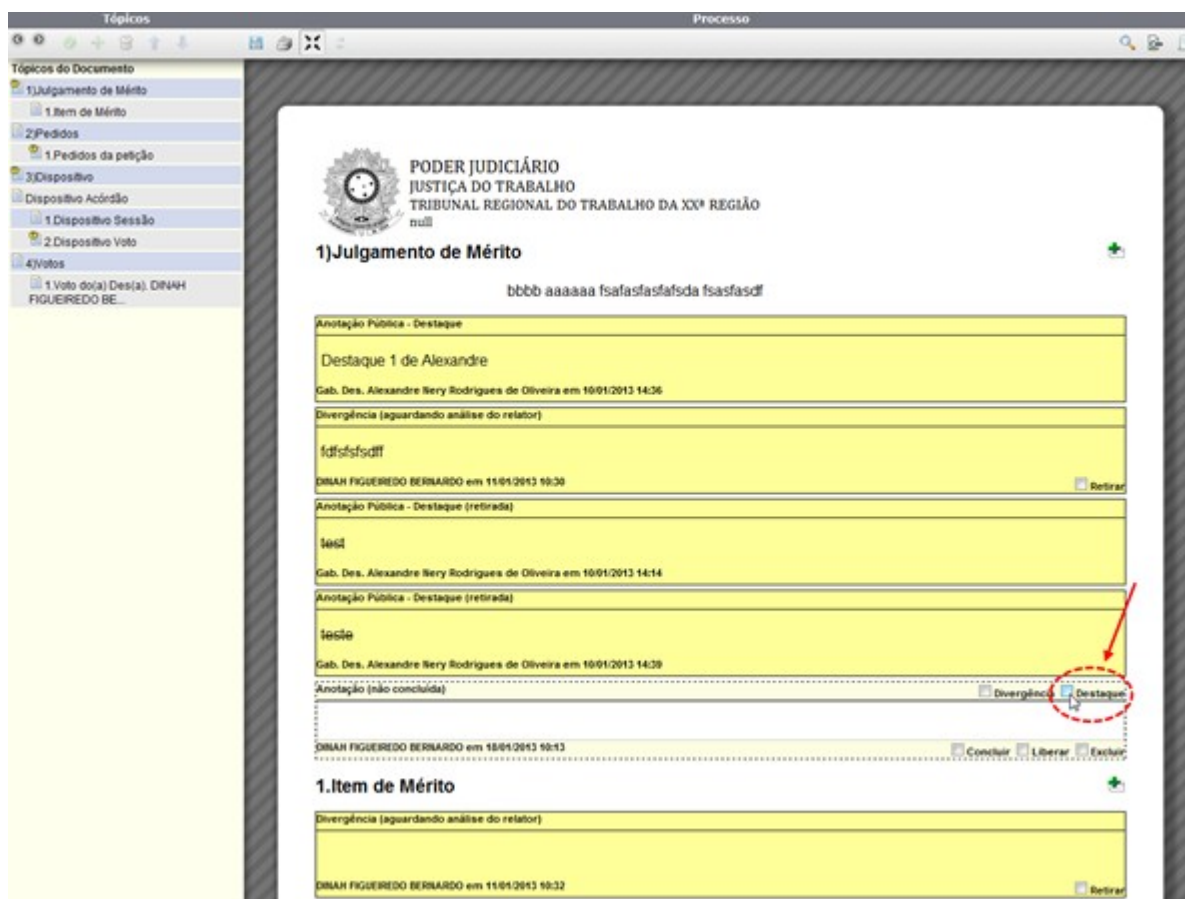 Tópicos
Processo
Tópicos do Documento
1)Julgamento de Mérito
1.Item de Mérito
2)Pedidos
1.Pedidos da petição
3)Dispositivo
Dispositivo Acórdão
1.Dispositivo Sessão
2.Dispositivo Voto
4)Votos
1.Voto do(a) Des(a). DINAH
FIGUEIREDO BE...
PODER JUDICIÁRIO
JUSTIÇA DO TRABALHO
TRIBUNAL REGIONAL DO TRABALHO DA XXª REGIÃO
null
1)Julgamento de Mérito
bbbb aaaaaa fsafasfasfafsda fsasfasdf
Anotação Pública - Destaque
Destaque 1 de Alexandre
Gab. Des. Alexandre Nery Rodrigues de Oliveira em 10/01/2013 14:36
Divergência (aguardando análise do relator)
fdfsfsfsdff
DINAH FIGUEIREDO BERNARDO em 11/01/2013 10:30
Retirar
Anotação Pública - Destaque (retirada)
test
Gab. Des. Alexandre Nery Rodrigues de Oliveira em 10/01/2013 14:14
Anotação Pública - Destaque (retirada)
teste
Gab. Des. Alexandre Nery Rodrigues de Oliveira em 10/01/2013 14:39
Anotação (não concluída)
Divergência Destaque
DINAH FIGUEIREDO BERNARDO em 18/01/2013 10:13
Concluir Liberar Excluir
1.Item de Mérito
Divergência (aguardando análise do relator)
DINAH FIGUEIREDO BERNARDO em 11/01/2013 10:32
Retirar